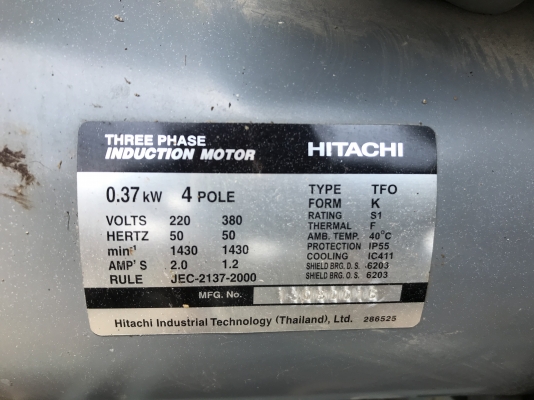 THREE PHASE
INDUCTION MOTOR
HITACHI
0.37 kW 4 POLE
VOLTS 220 380
HERTZ 50 50
min-1 1430 1430
AMP'S 2.0 1.2
RULE JEC-2137-2000
TYPE TFO
FORM K
RATING S1
THERMAL F
AMB. TEMP. 40°C
PROTECTION IP55
COOLING IC411
SHIELD BRG. D. S. 6203
SHIELD BRG. O. S. 6203
MFG. No.
Hitachi Industrial Technology (Thailand), Ltd. 286525